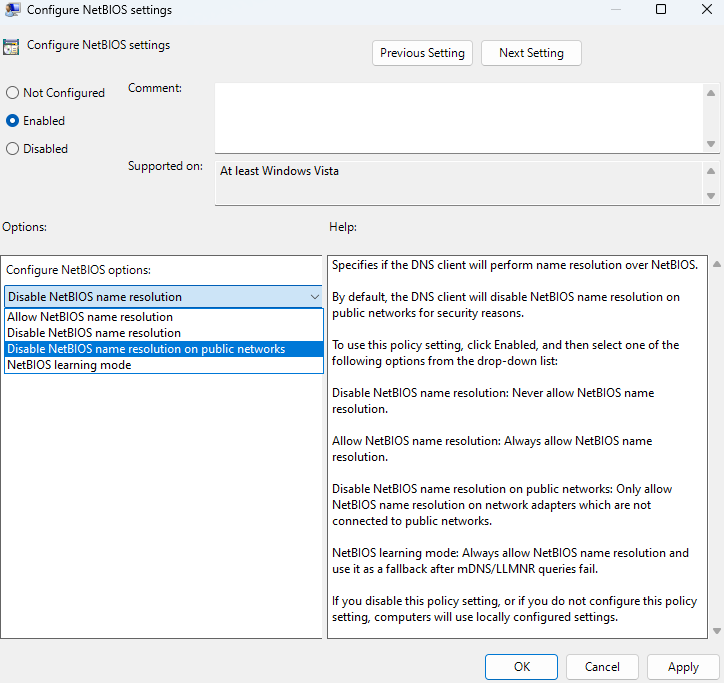 Configure NetBIOS settings
Configure NetBIOS settings
Previous Setting
Next Setting
Not Configured
Enabled
Disabled
Comment:
Supported on:
At least Windows Vista
Options:
Help:
Configure NetBIOS options:
Disable NetBIOS name resolution
Allow NetBIOS name resolution
Disable NetBIOS name resolution
Disable NetBIOS name resolution on public networks
NetBIOS learning mode
Specifies if the DNS client will perform name resolution over NetBIOS.
By default, the DNS client will disable NetBIOS name resolution on
public networks for security reasons.
To use this policy setting, click Enabled, and then select one of the
following options from the drop-down list:
Disable NetBIOS name resolution: Never allow NetBIOS name
resolution.
Allow NetBIOS name resolution: Always allow NetBIOS name
resolution.
Disable NetBIOS name resolution on public networks: Only allow
NetBIOS name resolution on network adapters which are not
connected to public networks.
NetBIOS learning mode: Always allow NetBIOS name resolution and
use it as a fallback after mDNS/LLMNR queries fail.
If you disable this policy setting, or if you do not configure this policy
setting, computers will use locally configured settings.
OK
Cancel
Apply